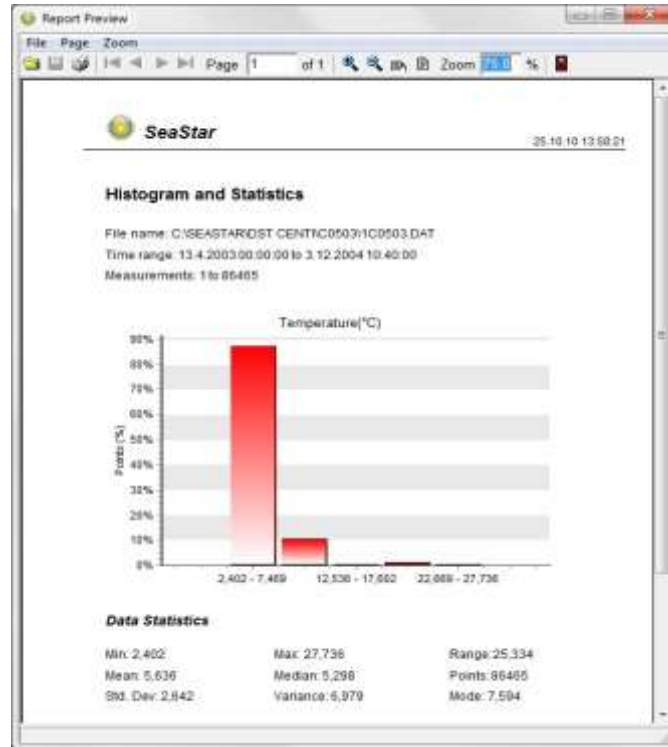 Report Preview
File Page Zoom
Page 1 of 1 Zoom 75.0 %
SeaStar
25.10.10 13:50:21
Histogram and Statistics
File name: C:\SEASTAR\DST CENTI\C0503\1C0503.DAT
Time range: 13.4.2003 00:00:00 to 3.12.2004 10:40:00
Measurements: 1 to 86465
Temperature(°C)
90%
80%
70%
60%
50%
40%
30%
20%
10%
0%
Points (%)
2,402 - 7,469 12,536 - 17,602 22,669 - 27,736
Data Statistics
Min: 2,402 Max: 27,736 Range: 25,334
Mean: 5,636 Median: 5,298 Points: 86465
Std. Dev: 2,642 Variance: 6,979 Mode: 7,594